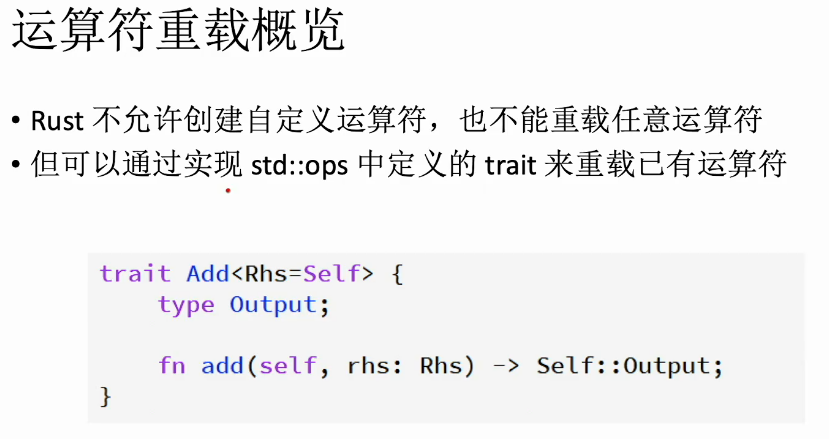 运算符重载概览
• Rust 不允许创建自定义运算符，也不能重载任意运算符
• 但可以通过实现 std::ops 中定义的 trait 来重载已有运算符
trait Add<Rhs=Self> {
    type Output;
    fn add(self, rhs: Rhs) -> Self::Output;
}